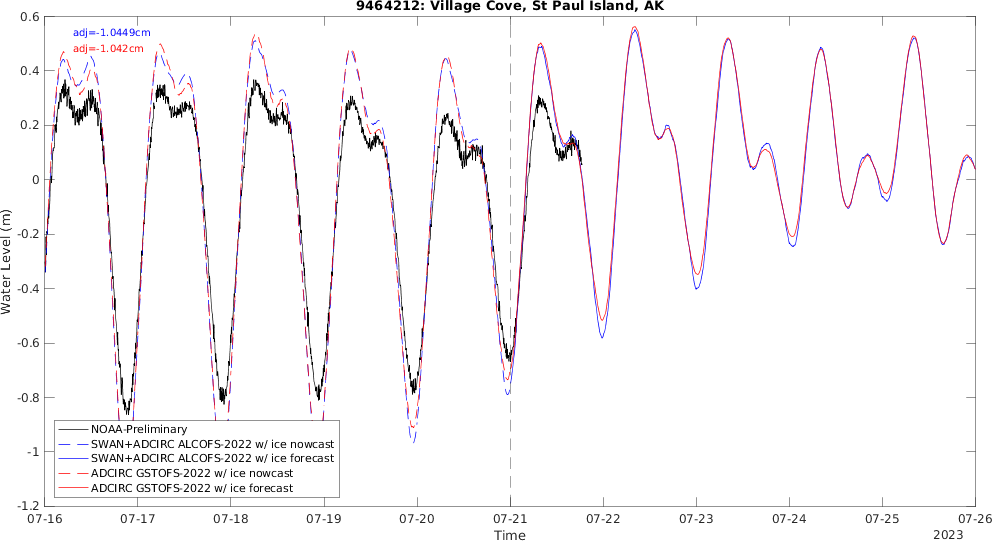 9464212: Village Cove, St Paul Island, AK
adj=-1.0449cm
adj=-1.042cm
0.6
0.4
0.2
0
-0.2
-0.4
-0.6
-0.8
-1
-1.2
Water Level (m)
NOAA-Preliminary
SWAN+ADCIRC ALCOFS-2022 w/ ice nowcast
SWAN+ADCIRC ALCOFS-2022 w/ ice forecast
ADCIRC GSTOFS-2022 w/ ice nowcast
ADCIRC GSTOFS-2022 w/ ice forecast
07-16 07-17 07-18 07-19 07-20 07-21 07-22 07-23 07-24 07-25 07-26
Time
2023